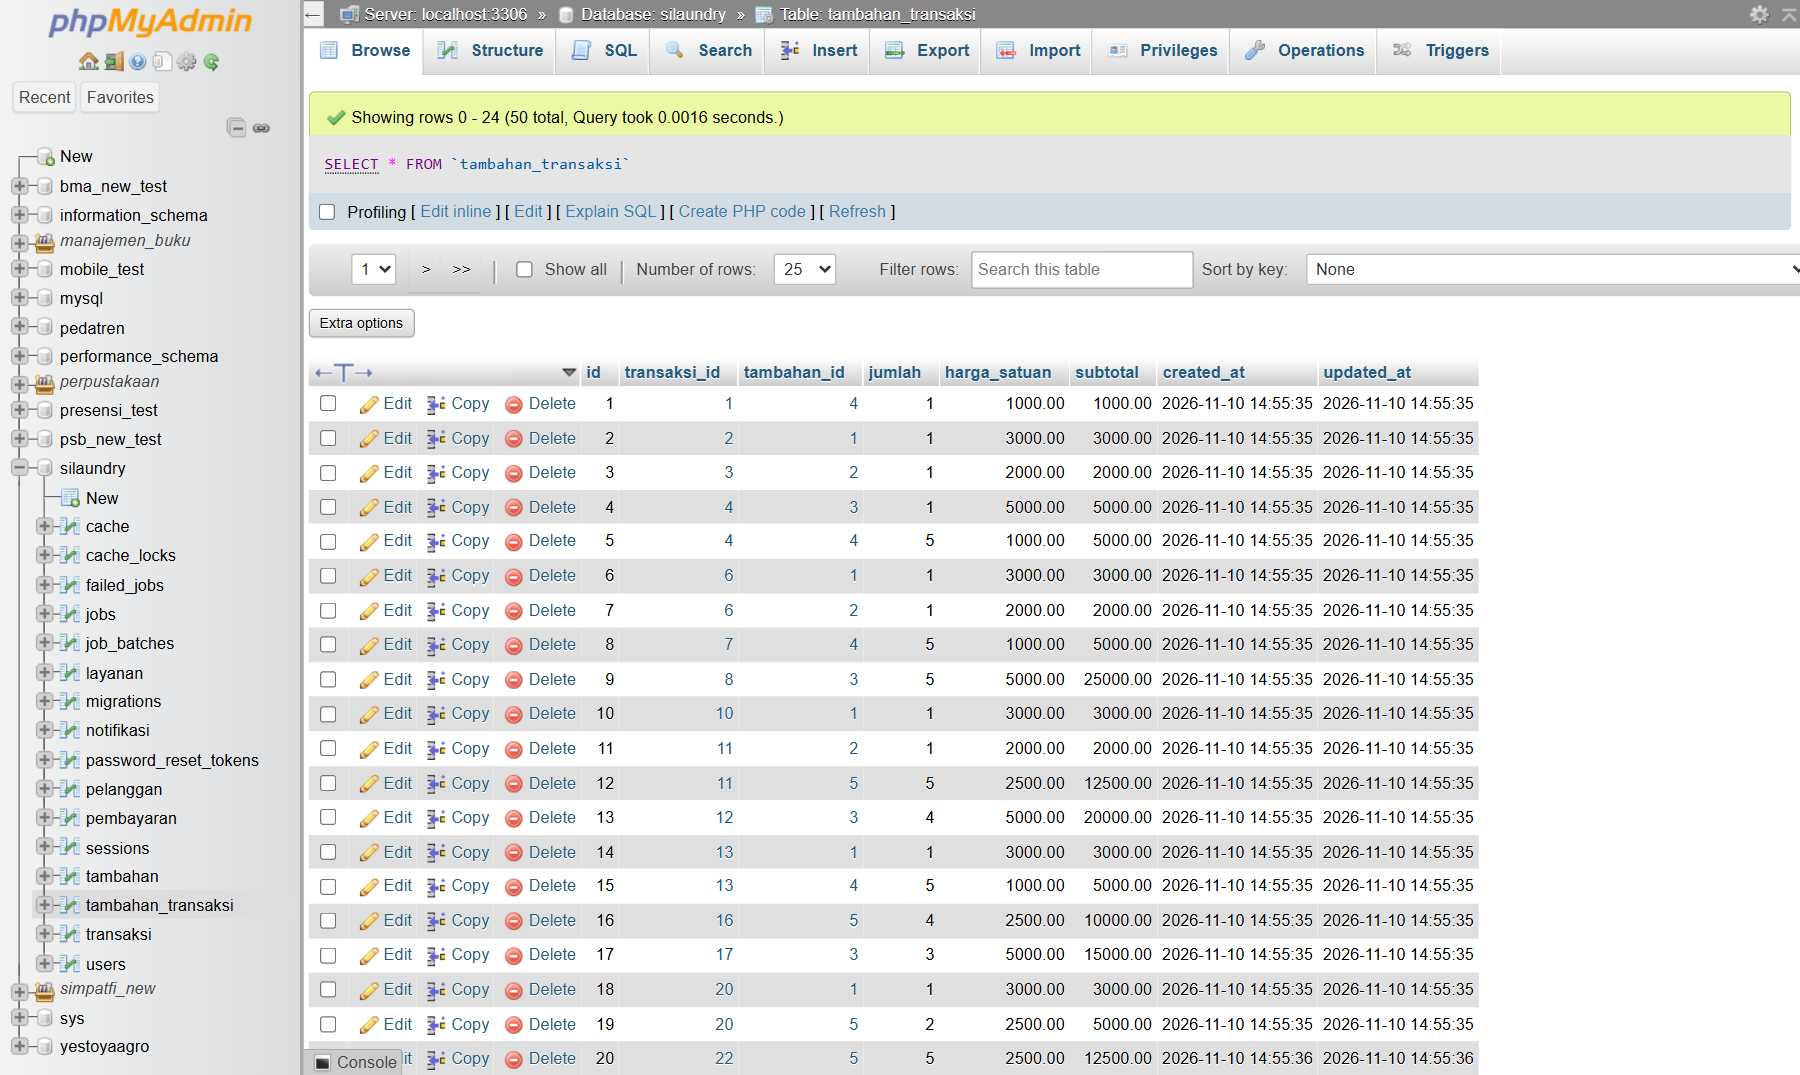 phpMyAdmin
Recent Favorites
New
bma_new_test
information_schema
manajemen_buku
mobile_test
mysql
pedatren
performance_schema
perpustakaan
presensi_test
psb_new_test
silaundry
New
cache
cache_locks
failed_jobs
jobs
job_batches
layanan
migrations
notifikasi
password_reset_tokens
pelanggan
pembayaran
sessions
tambahan
tambahan_transaksi
transaksi
users
simpatfi_new
sys
yestoyaagro
← Server: localhost:3306 » Database: silaundry » Table: tambahan_transaksi
Browse Structure SQL Search Insert Export Import Privileges Operations Triggers
Showing rows 0 - 24 (50 total, Query took 0.0016 seconds.)
SELECT * FROM `tambahan_transaksi`
Profiling [ Edit inline ] [ Edit ] [ Explain SQL ] [ Create PHP code ] [ Refresh ]
1 > >> | Show all | Number of rows: 25 Filter rows: Search this table Sort by key: None
Extra options
←T→ id transaksi_id tambahan_id jumlah harga_satuan subtotal created_at updated_at
Edit Copy Delete 1 1 4 1 1000.00 1000.00 2026-11-10 14:55:35 2026-11-10 14:55:35
Edit Copy Delete 2 2 1 1 3000.00 3000.00 2026-11-10 14:55:35 2026-11-10 14:55:35
Edit Copy Delete 3 3 2 1 2000.00 2000.00 2026-11-10 14:55:35 2026-11-10 14:55:35
Edit Copy Delete 4 4 3 1 5000.00 5000.00 2026-11-10 14:55:35 2026-11-10 14:55:35
Edit Copy Delete 5 4 4 5 1000.00 5000.00 2026-11-10 14:55:35 2026-11-10 14:55:35
Edit Copy Delete 6 6 1 1 3000.00 3000.00 2026-11-10 14:55:35 2026-11-10 14:55:35
Edit Copy Delete 7 6 2 1 2000.00 2000.00 2026-11-10 14:55:35 2026-11-10 14:55:35
Edit Copy Delete 8 7 4 5 1000.00 5000.00 2026-11-10 14:55:35 2026-11-10 14:55:35
Edit Copy Delete 9 8 3 5 5000.00 25000.00 2026-11-10 14:55:35 2026-11-10 14:55:35
Edit Copy Delete 10 10 1 1 3000.00 3000.00 2026-11-10 14:55:35 2026-11-10 14:55:35
Edit Copy Delete 11 11 2 1 2000.00 2000.00 2026-11-10 14:55:35 2026-11-10 14:55:35
Edit Copy Delete 12 11 5 5 2500.00 12500.00 2026-11-10 14:55:35 2026-11-10 14:55:35
Edit Copy Delete 13 12 3 4 5000.00 20000.00 2026-11-10 14:55:35 2026-11-10 14:55:35
Edit Copy Delete 14 13 1 1 3000.00 3000.00 2026-11-10 14:55:35 2026-11-10 14:55:35
Edit Copy Delete 15 13 4 5 1000.00 5000.00 2026-11-10 14:55:35 2026-11-10 14:55:35
Edit Copy Delete 16 16 5 4 2500.00 10000.00 2026-11-10 14:55:35 2026-11-10 14:55:35
Edit Copy Delete 17 17 3 3 5000.00 15000.00 2026-11-10 14:55:35 2026-11-10 14:55:35
Edit Copy Delete 18 20 1 1 3000.00 3000.00 2026-11-10 14:55:35 2026-11-10 14:55:35
Edit Copy Delete 19 20 5 2 2500.00 5000.00 2026-11-10 14:55:35 2026-11-10 14:55:35
Console it Copy Delete 20 22 5 5 2500.00 12500.00 2026-11-10 14:55:36 2026-11-10 14:55:36